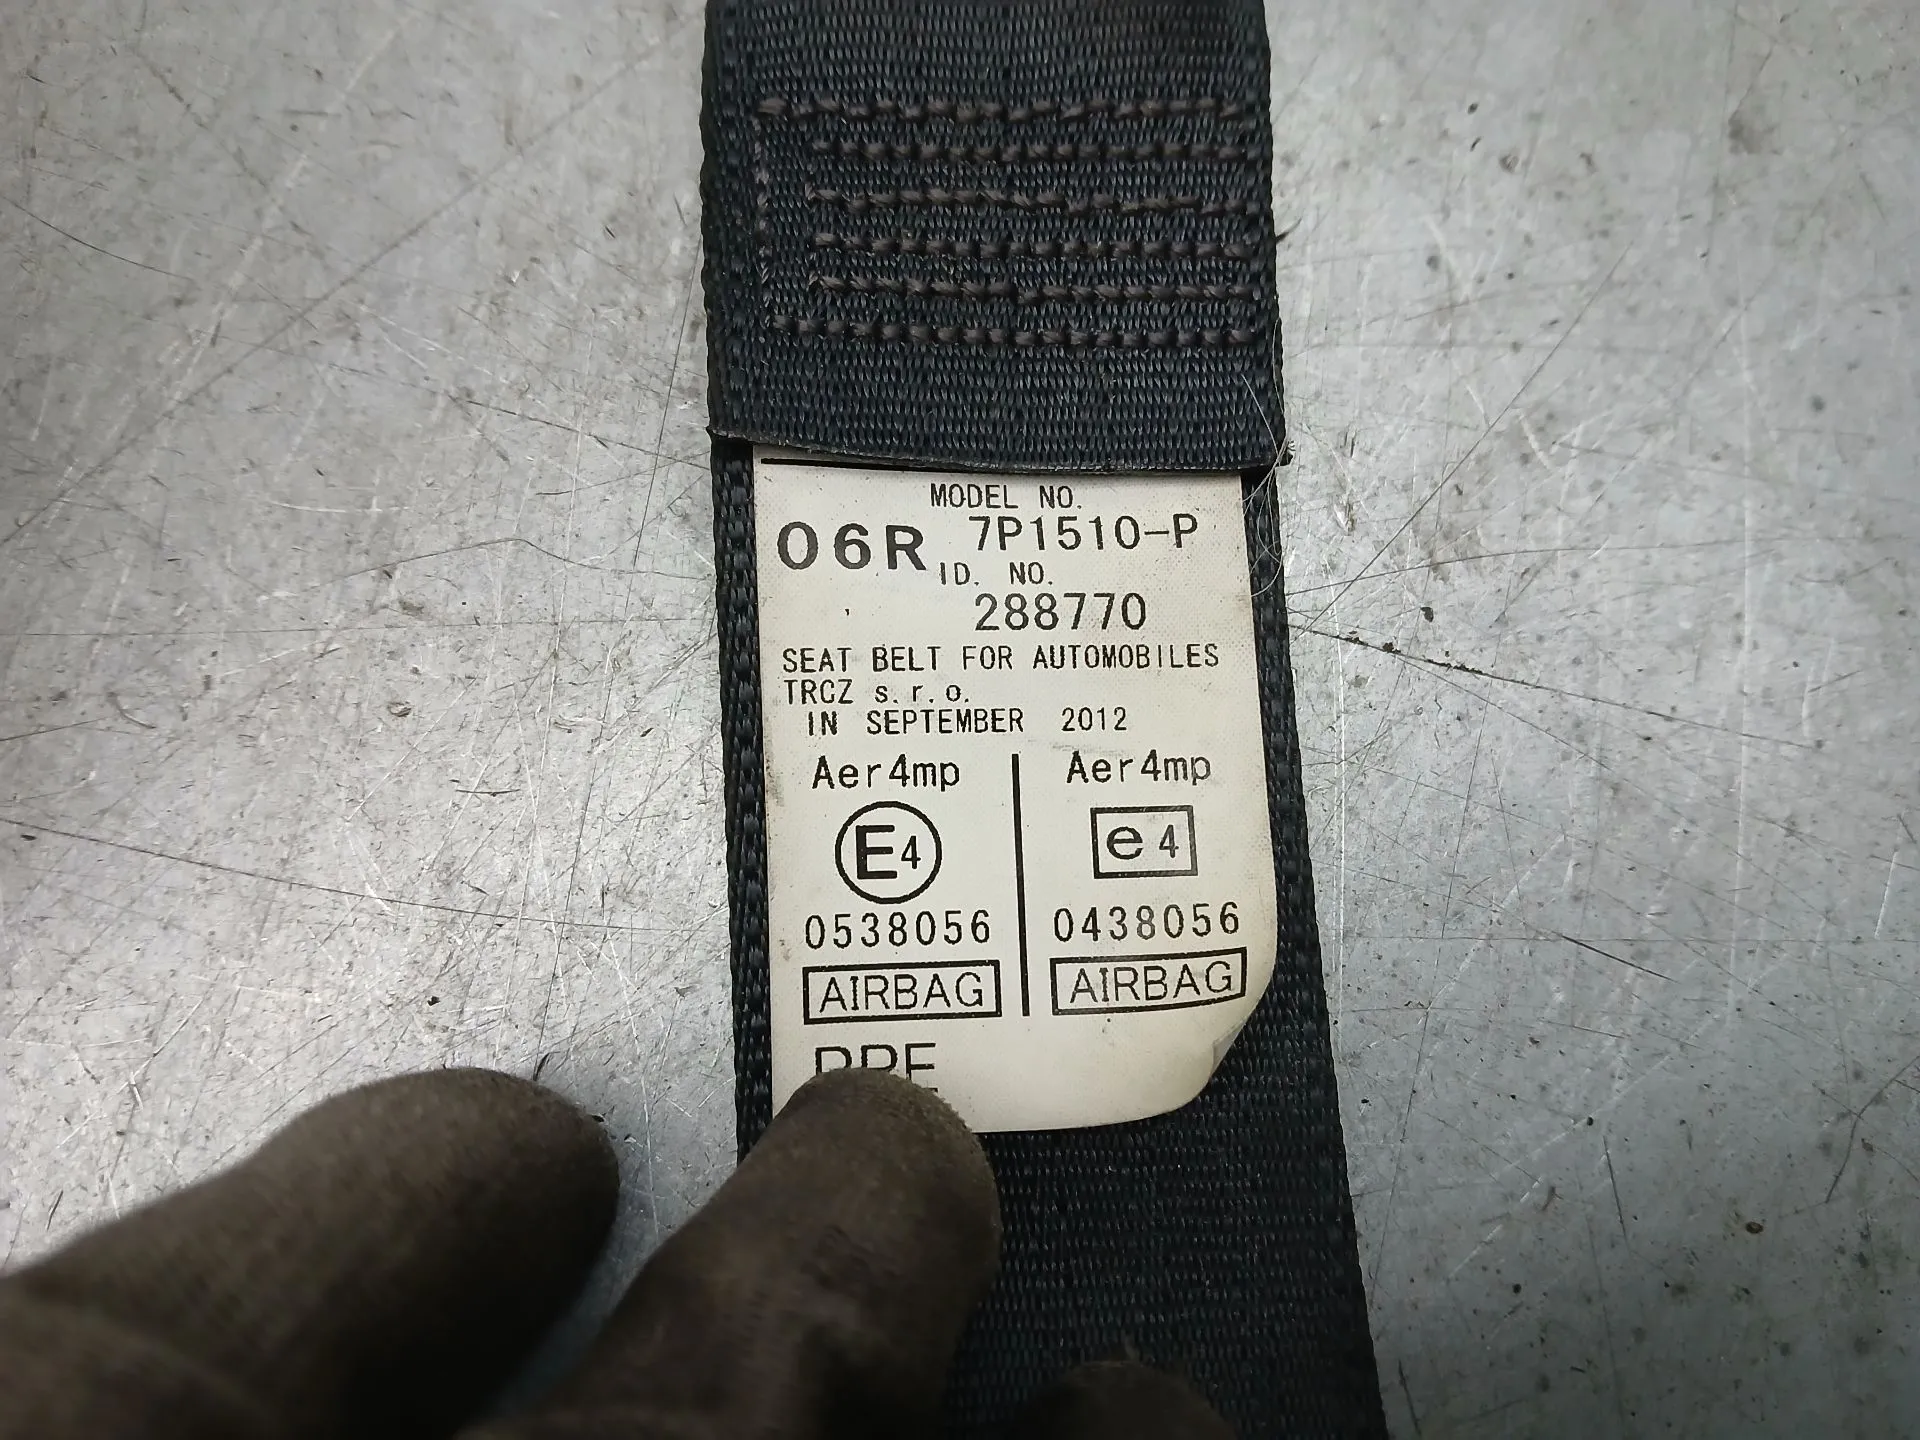 MODEL NO.
06R 7P1510-P
ID. NO.
288770
SEAT BELT FOR AUTOMOBILES
TRCZ s.r.o.
IN SEPTEMBER 2012
Aer4mp Aer4mp
E4 e4
0538056 0438056
AIRBAG AIRBAG